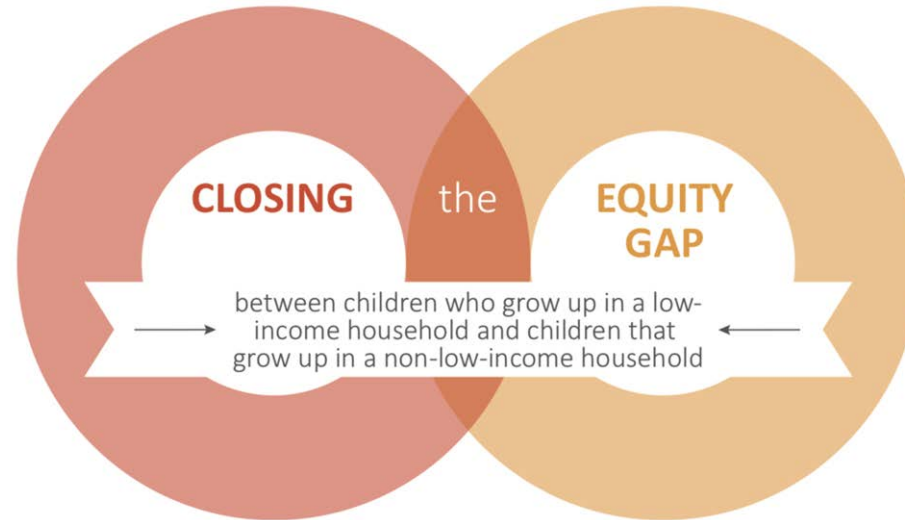 CLOSING the EQUITY
GAP
between children who grow up in a low-
income household and children that
grow up in a non-low-income household